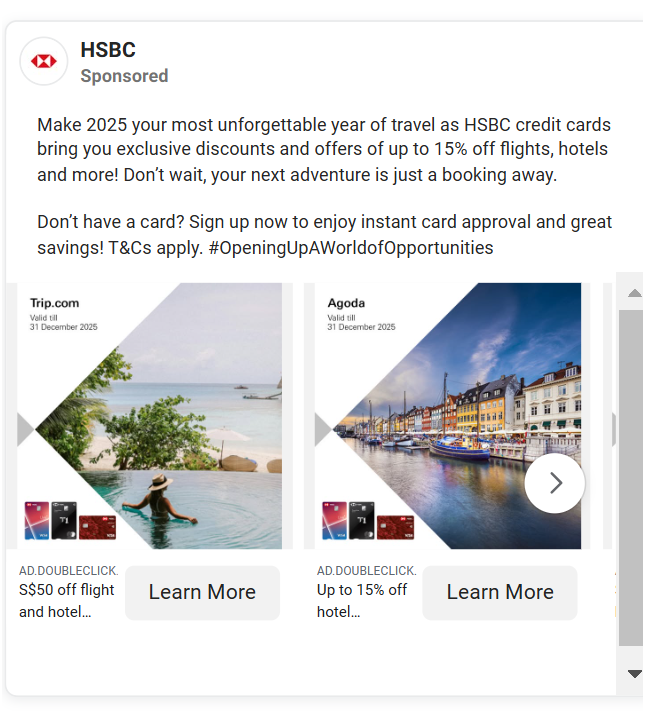 HSBC
Sponsored
Make 2025 your most unforgettable year of travel as HSBC credit cards
bring you exclusive discounts and offers of up to 15% off flights, hotels
and more! Don’t wait, your next adventure is just a booking away.
Don’t have a card? Sign up now to enjoy instant card approval and great
savings! T&Cs apply. #OpeningUpAWorldofOpportunities
Trip.com
Valid till
31 December 2025
Agoda
Valid till
31 December 2025
AD.DOUBLECLICK.
S$50 off flight
and hotel…
Learn More
AD.DOUBLECLICK.
Up to 15% off
hotel…
Learn More